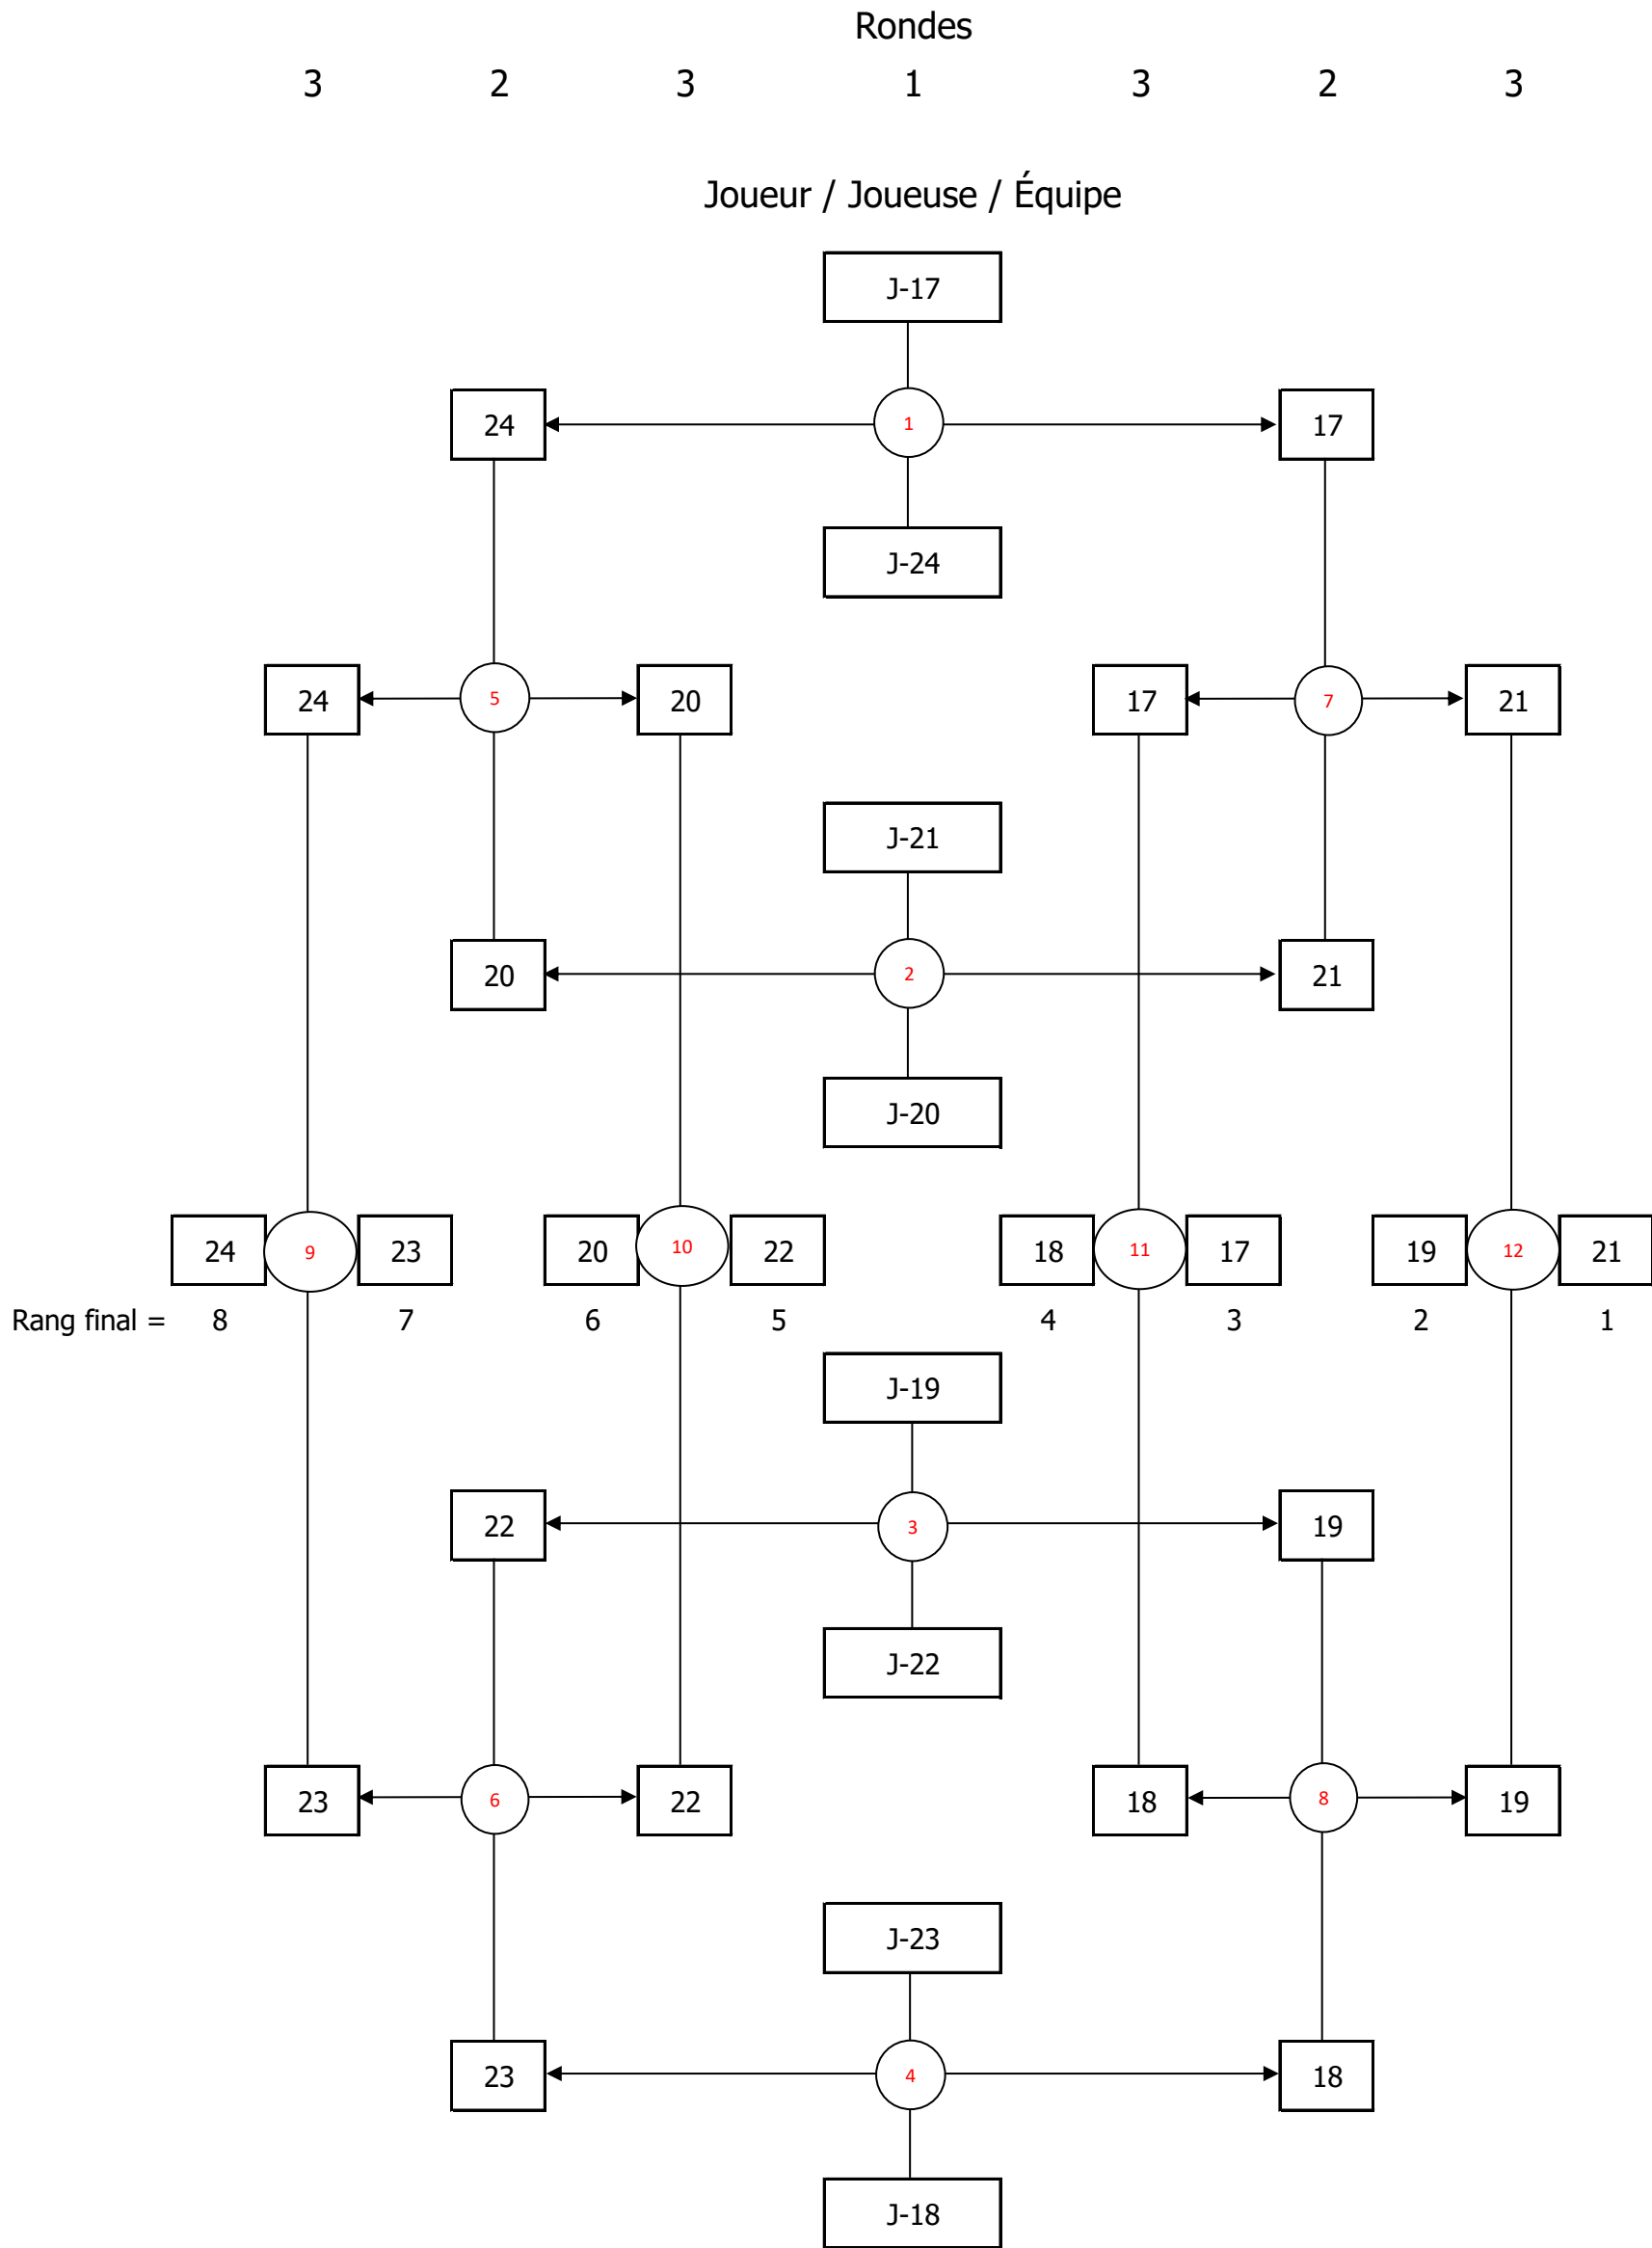 Rondes
3 2 3 1 3 2 3
Joueur / Joueuse / Équipe
J-17
24 1 17
J-24
24 5 20 17 7 21
J-21
20 2 21
J-20
24 9 23 20 10 22 18 11 17 19 12 21
Rang final = 8 7 6 5 4 3 2 1
J-19
22 3 19
J-22
23 6 22 18 8 19
J-23
23 4 18
J-18